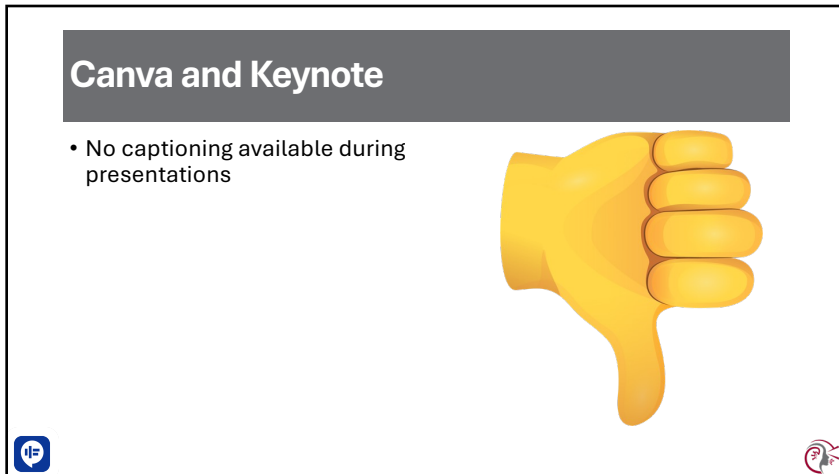 Canva and Keynote
• No captioning available during
presentations